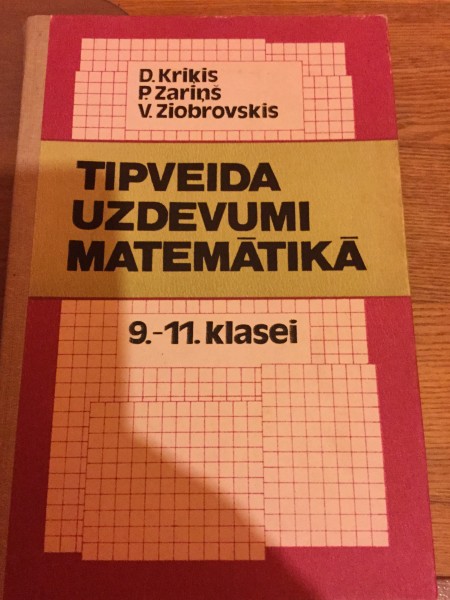 D. Kriķis
P. Zariņš
V. Ziobrovskis
TIPVEIDA
UZDEVUMI
MATEMĀTIKĀ
9.-11. klasei